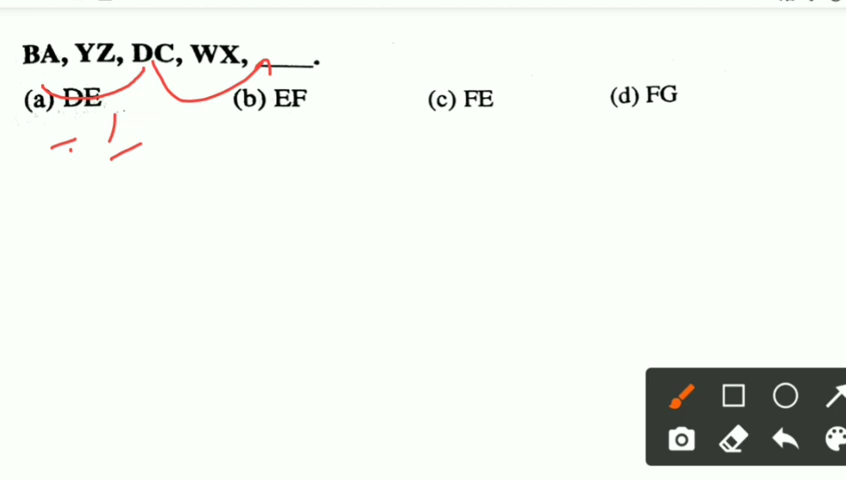 BA, YZ, DC, WX, ____.
(a) DE (b) EF (c) FE (d) FG